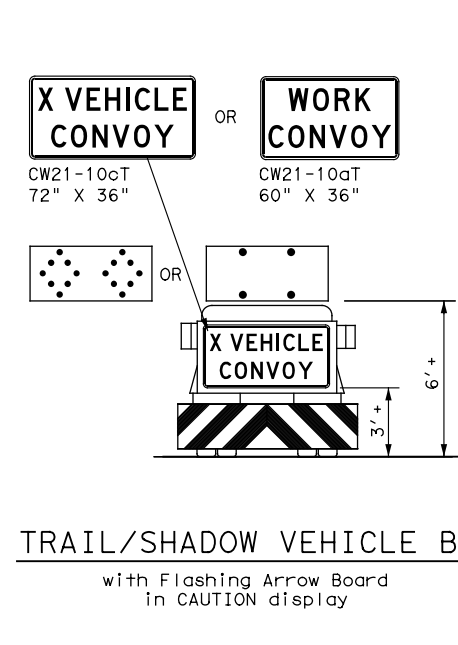 X VEHICLE
CONVOY
OR
WORK
CONVOY
CW21-10cT
72" X 36"
CW21-10aT
60" X 36"
OR
X VEHICLE
CONVOY
6'+
3'+
TRAIL/SHADOW VEHICLE B
with Flashing Arrow Board
in CAUTION display